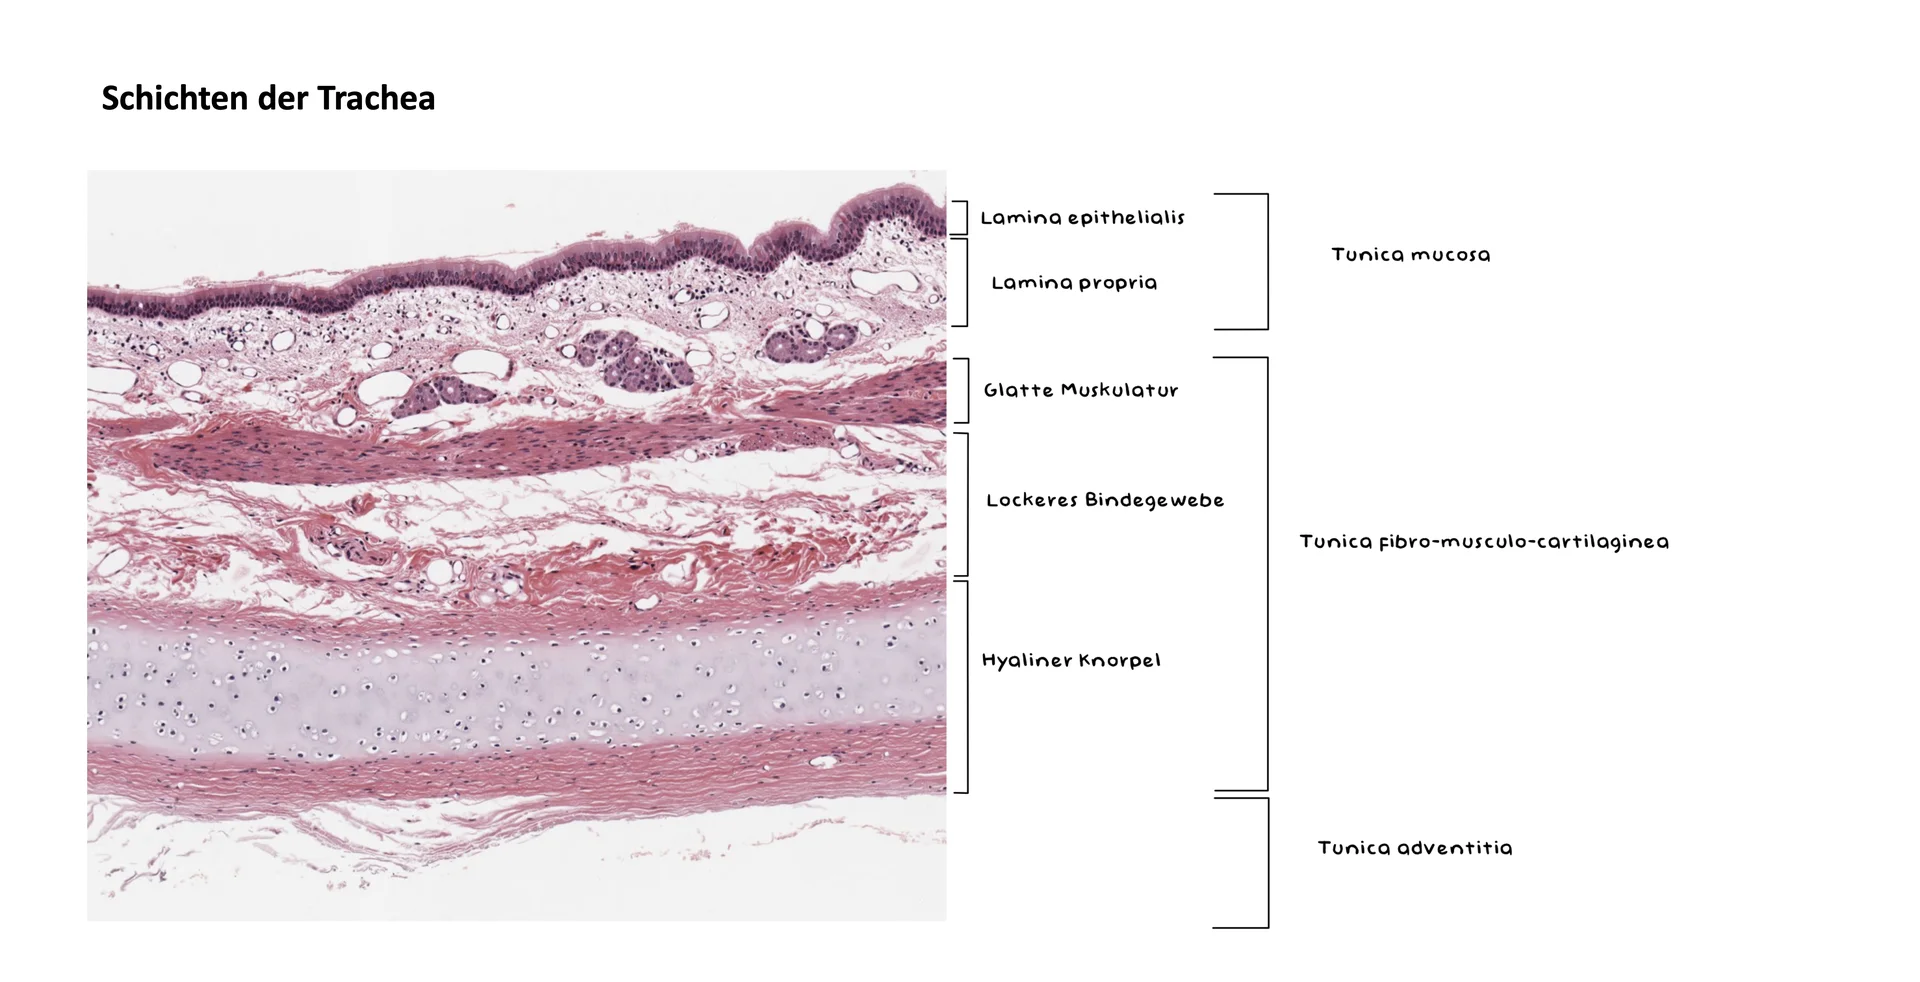 Schichten der Trachea
Lamina epithelialis
Tunica mucosa
Lamina propria
Glatte Muskulatur
Lockeres Bindegewebe
Tunica fibro-musculo-cartilaginea
Hyaliner Knorpel
Tunica adventitia